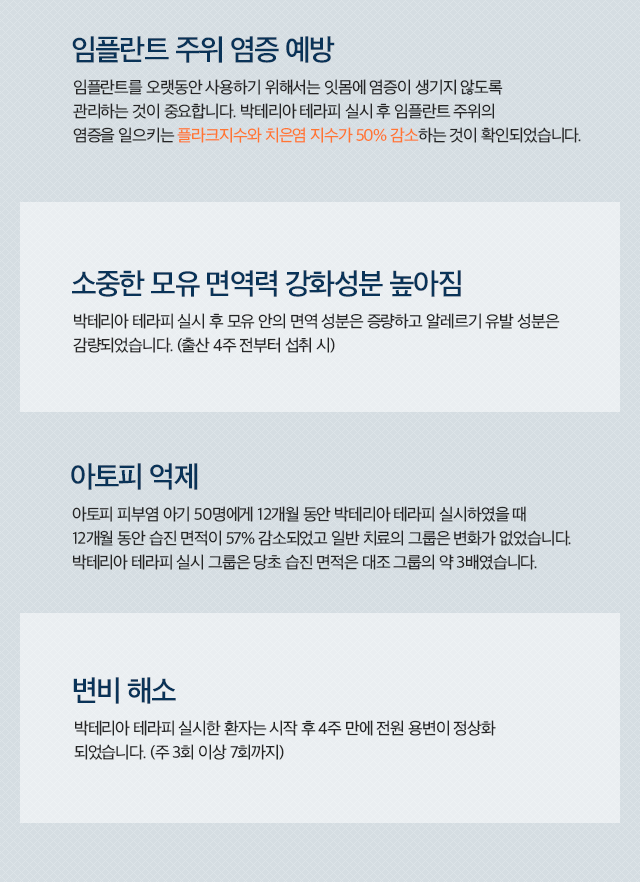 임플란트 주위 염증 예방
임플란트를 오랫동안 사용하기 위해서는 잇몸에 염증이 생기지 않도록
관리하는 것이 중요합니다. 박테리아 테라피 실시 후 임플란트 주위의
염증을 일으키는 플라크지수와 치은염 지수가 50% 감소하는 것이 확인되었습니다.
소중한 모유 면역력 강화성분 높아짐
박테리아 테라피 실시 후 모유 안의 면역 성분은 증량하고 알레르기 유발 성분은
감량되었습니다. (출산 4주 전부터 섭취 시)
아토피 억제
아토피 피부염 아기 50명에게 12개월 동안 박테리아 테라피 실시하였을 때
12개월 동안 습진 면적이 57% 감소되었고 일반 치료의 그룹은 변화가 없었습니다.
박테리아 테라피 실시 그룹은 당초 습진 면적은 대조 그룹의 약 3배였습니다.
변비 해소
박테리아 테라피 실시한 환자는 시작 후 4주 만에 전원 용변이 정상화
되었습니다. (주 3회 이상 7회까지)